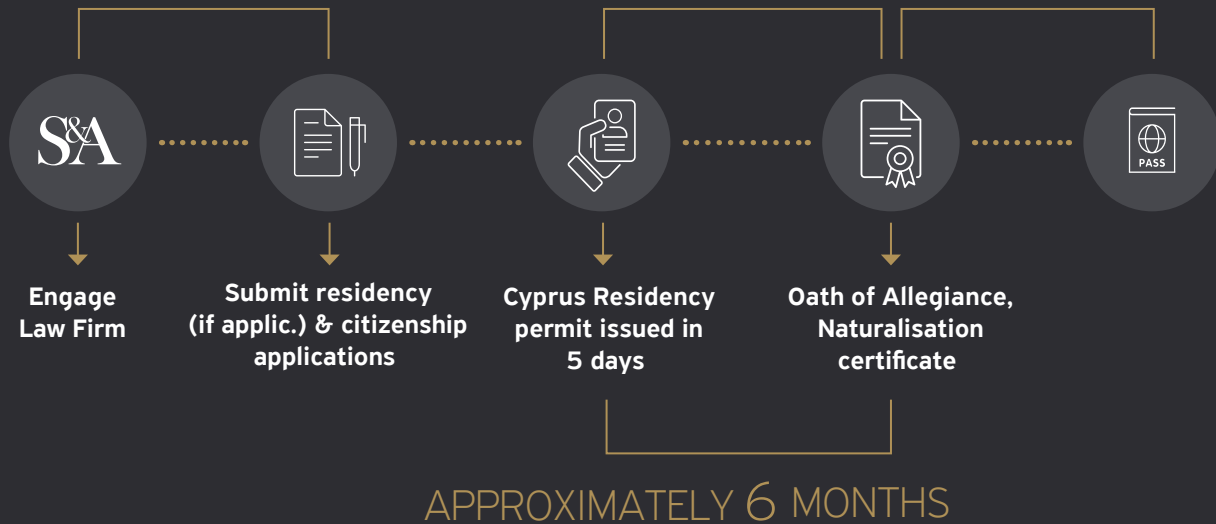 S&A
PASS
Engage
Law Firm
Submit residency
(if applic.) & citizenship
applications
Cyprus Residency
permit issued in
5 days
Oath of Allegiance,
Naturalisation
certificate
APPROXIMATELY 6 MONTHS